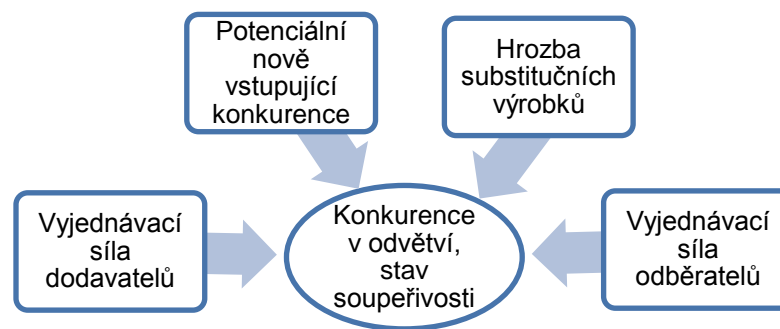 Potenciální
nově
vstupující
konkurence
Hrozba
substitučních
výrobků
Vyjednávací
síla
dodavatelů
Konkurence
v odvětví,
stav
soupeřivosti
Vyjednávací
síla
odběratelů